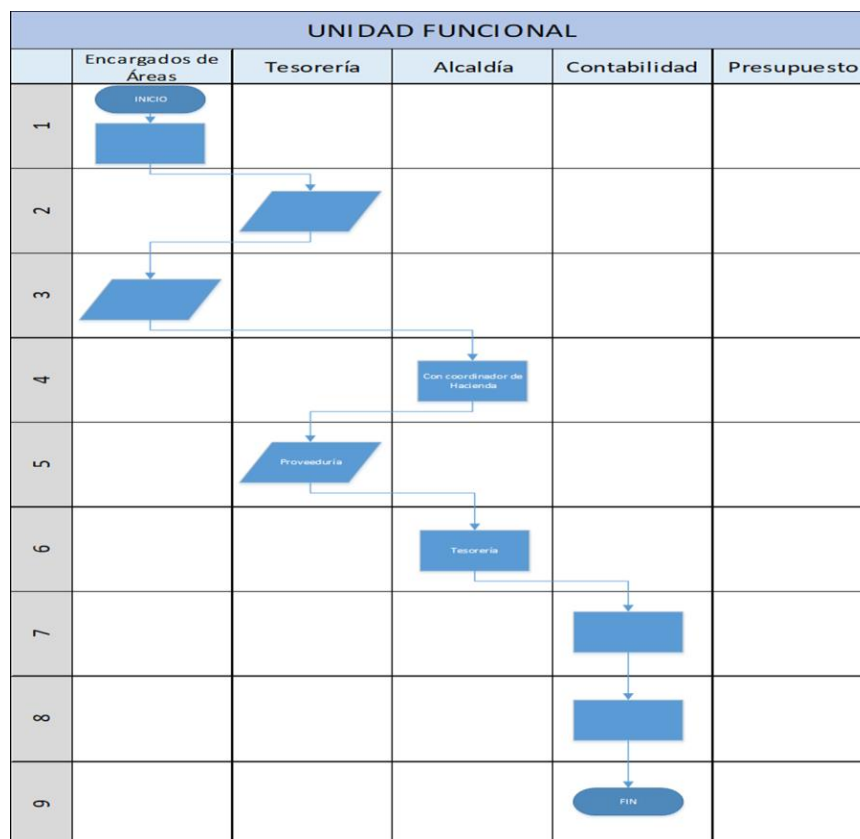 UNIDAD FUNCIONAL
Encargados de
Áreas
Tesorería
Alcaldía
Contabilidad
Presupuesto
1
INICIO
2
3
4
Con coordinador de
Hacienda
5
Proveeduría
6
Tesorería
7
8
9
FIN